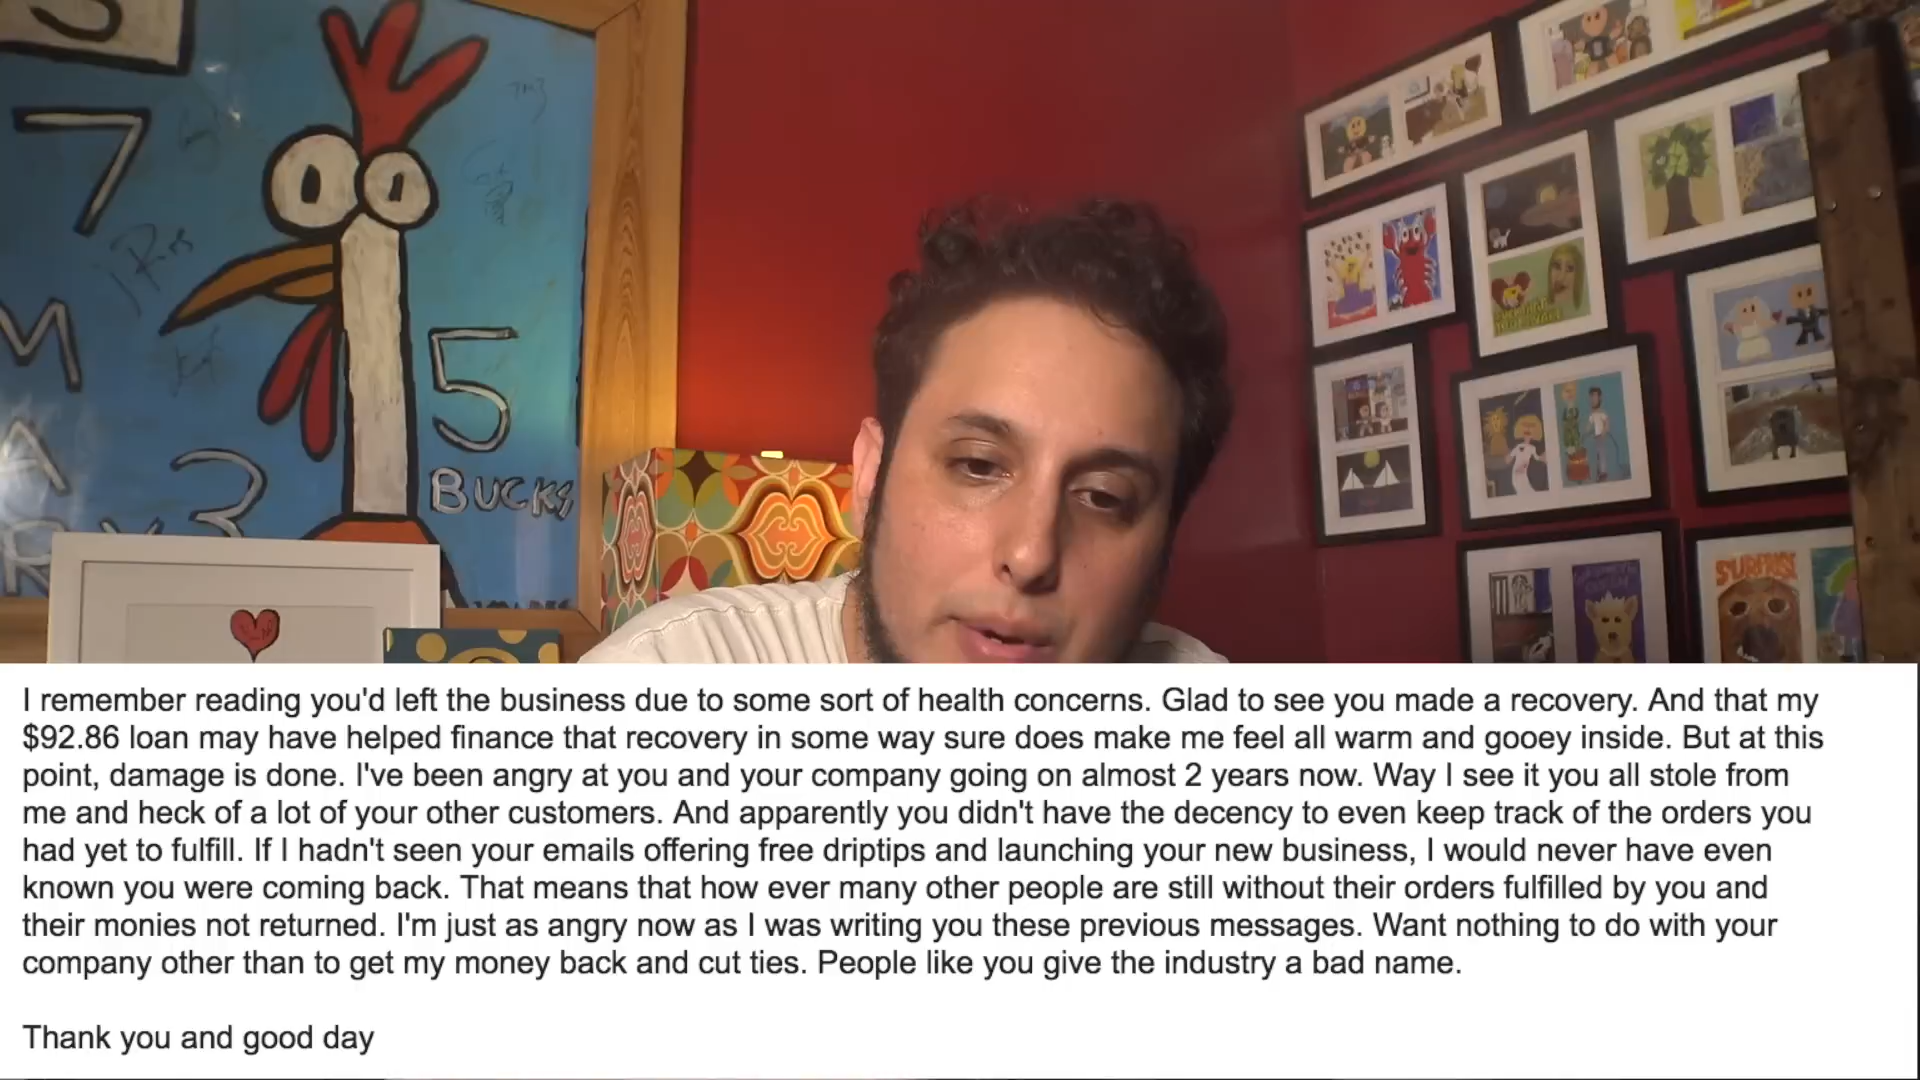 7
5
BUCKS
3
SURPRISE
I remember reading you'd left the business due to some sort of health concerns. Glad to see you made a recovery. And that my
$92.86 loan may have helped finance that recovery in some way sure does make me feel all warm and gooey inside. But at this
point, damage is done. I've been angry at you and your company going on almost 2 years now. Way I see it you all stole from
me and heck of a lot of your other customers. And apparently you didn't have the decency to even keep track of the orders you
had yet to fulfill. If I hadn't seen your emails offering free driptips and launching your new business, I would never have even
known you were coming back. That means that how ever many other people are still without their orders fulfilled by you and
their monies not returned. I'm just as angry now as I was writing you these previous messages. Want nothing to do with your
company other than to get my money back and cut ties. People like you give the industry a bad name.
Thank you and good day